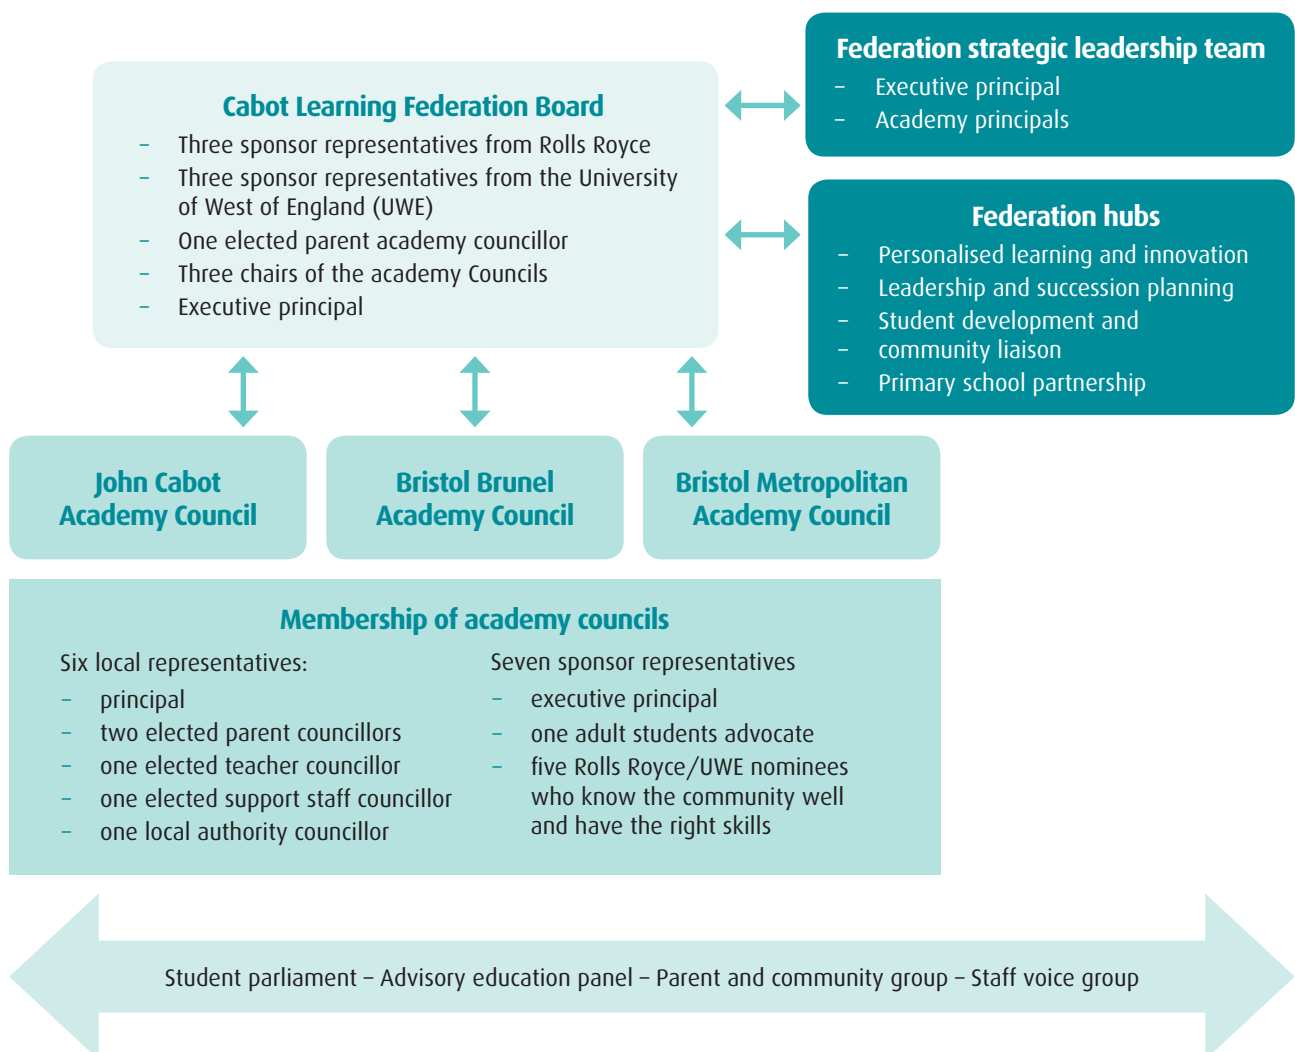 Cabot Learning Federation Board
– Three sponsor representatives from Rolls Royce
– Three sponsor representatives from the University
of West of England (UWE)
– One elected parent academy councillor
– Three chairs of the academy Councils
– Executive principal
Federation strategic leadership team
– Executive principal
– Academy principals
Federation hubs
– Personalised learning and innovation
– Leadership and succession planning
– Student development and
– community liaison
– Primary school partnership
John Cabot
Academy Council
Bristol Brunel
Academy Council
Bristol Metropolitan
Academy Council
Membership of academy councils
Six local representatives:
– principal
– two elected parent councillors
– one elected teacher councillor
– one elected support staff councillor
– one local authority councillor
Seven sponsor representatives
– executive principal
– one adult students advocate
– five Rolls Royce/UWE nominees
who know the community well
and have the right skills
Student parliament – Advisory education panel – Parent and community group – Staff voice group